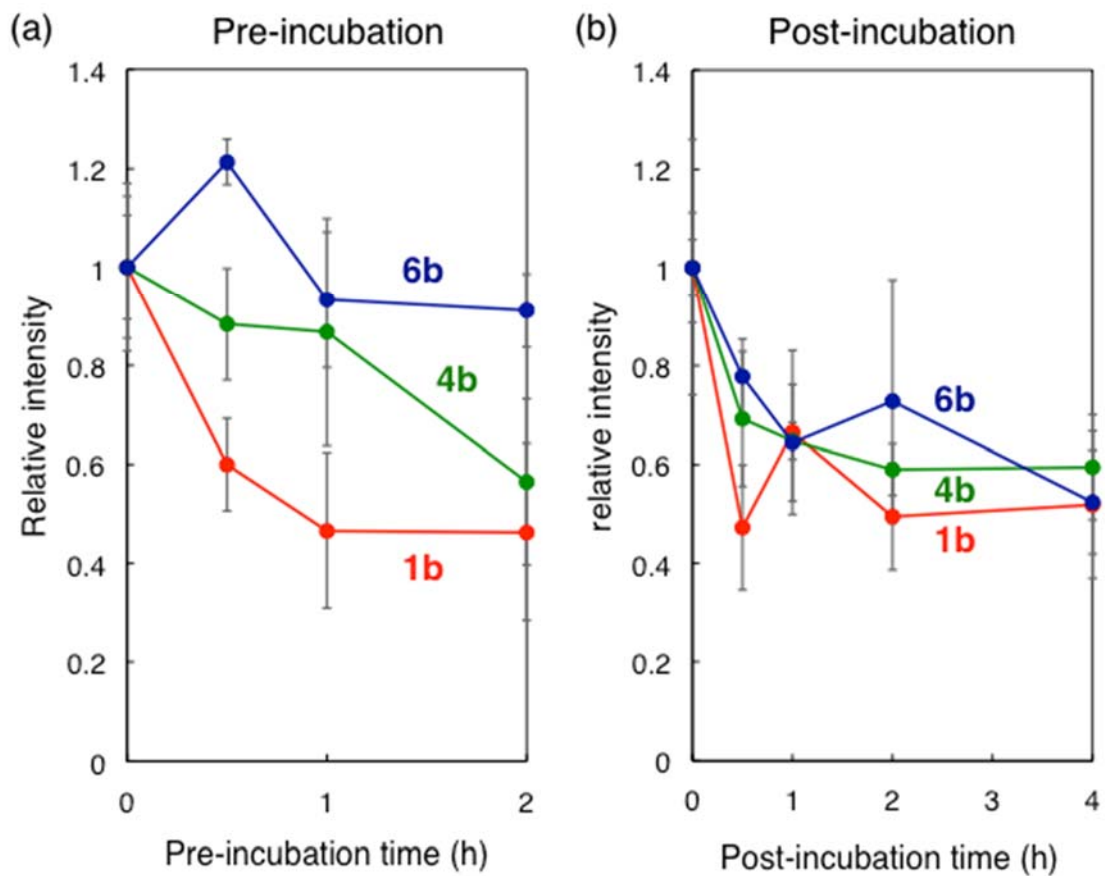 (a) Pre-incubation
1.4
1.2
1
0.8
0.6
0.4
0.2
0
Relative intensity
6b
4b
1b
0 1 2
Pre-incubation time (h)
(b) Post-incubation
1.4
1.2
1
0.8
0.6
0.4
0.2
0
relative intensity
6b
4b
1b
0 1 2 3 4
Post-incubation time (h)